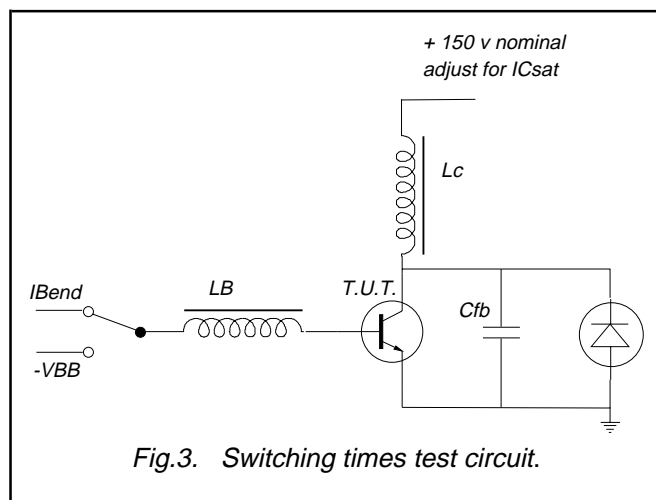 + 150 v nominal
adjust for ICsat
Lc
IBend
LB
T.U.T.
Cfb
-VBB
Fig.3. Switching times test circuit.